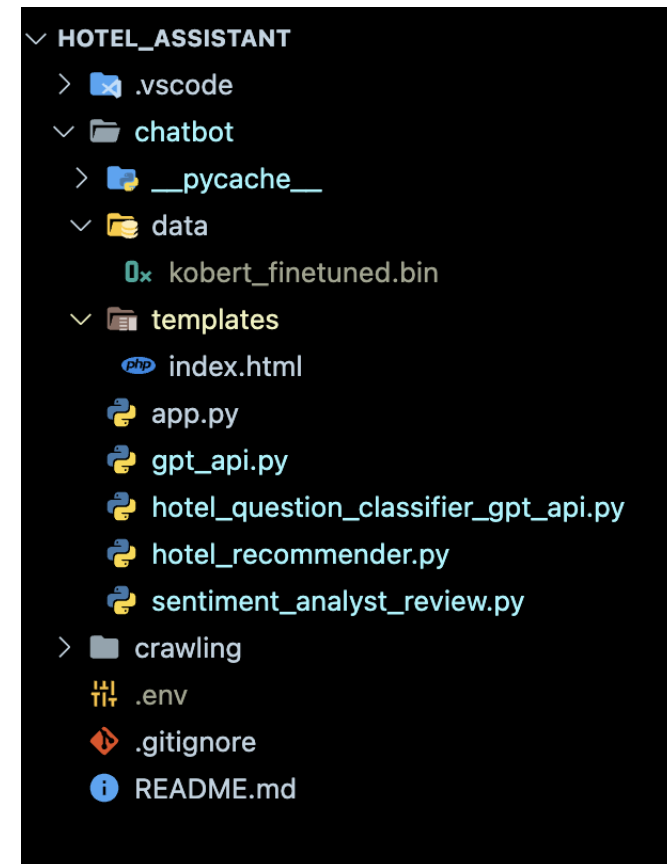 HOTEL_ASSISTANT
.vscode
chatbot
__pycache__
data
kobert_finetuned.bin
templates
php index.html
app.py
gpt_api.py
hotel_question_classifier_gpt_api.py
hotel_recommender.py
sentiment_analyst_review.py
crawling
.env
.gitignore
README.md